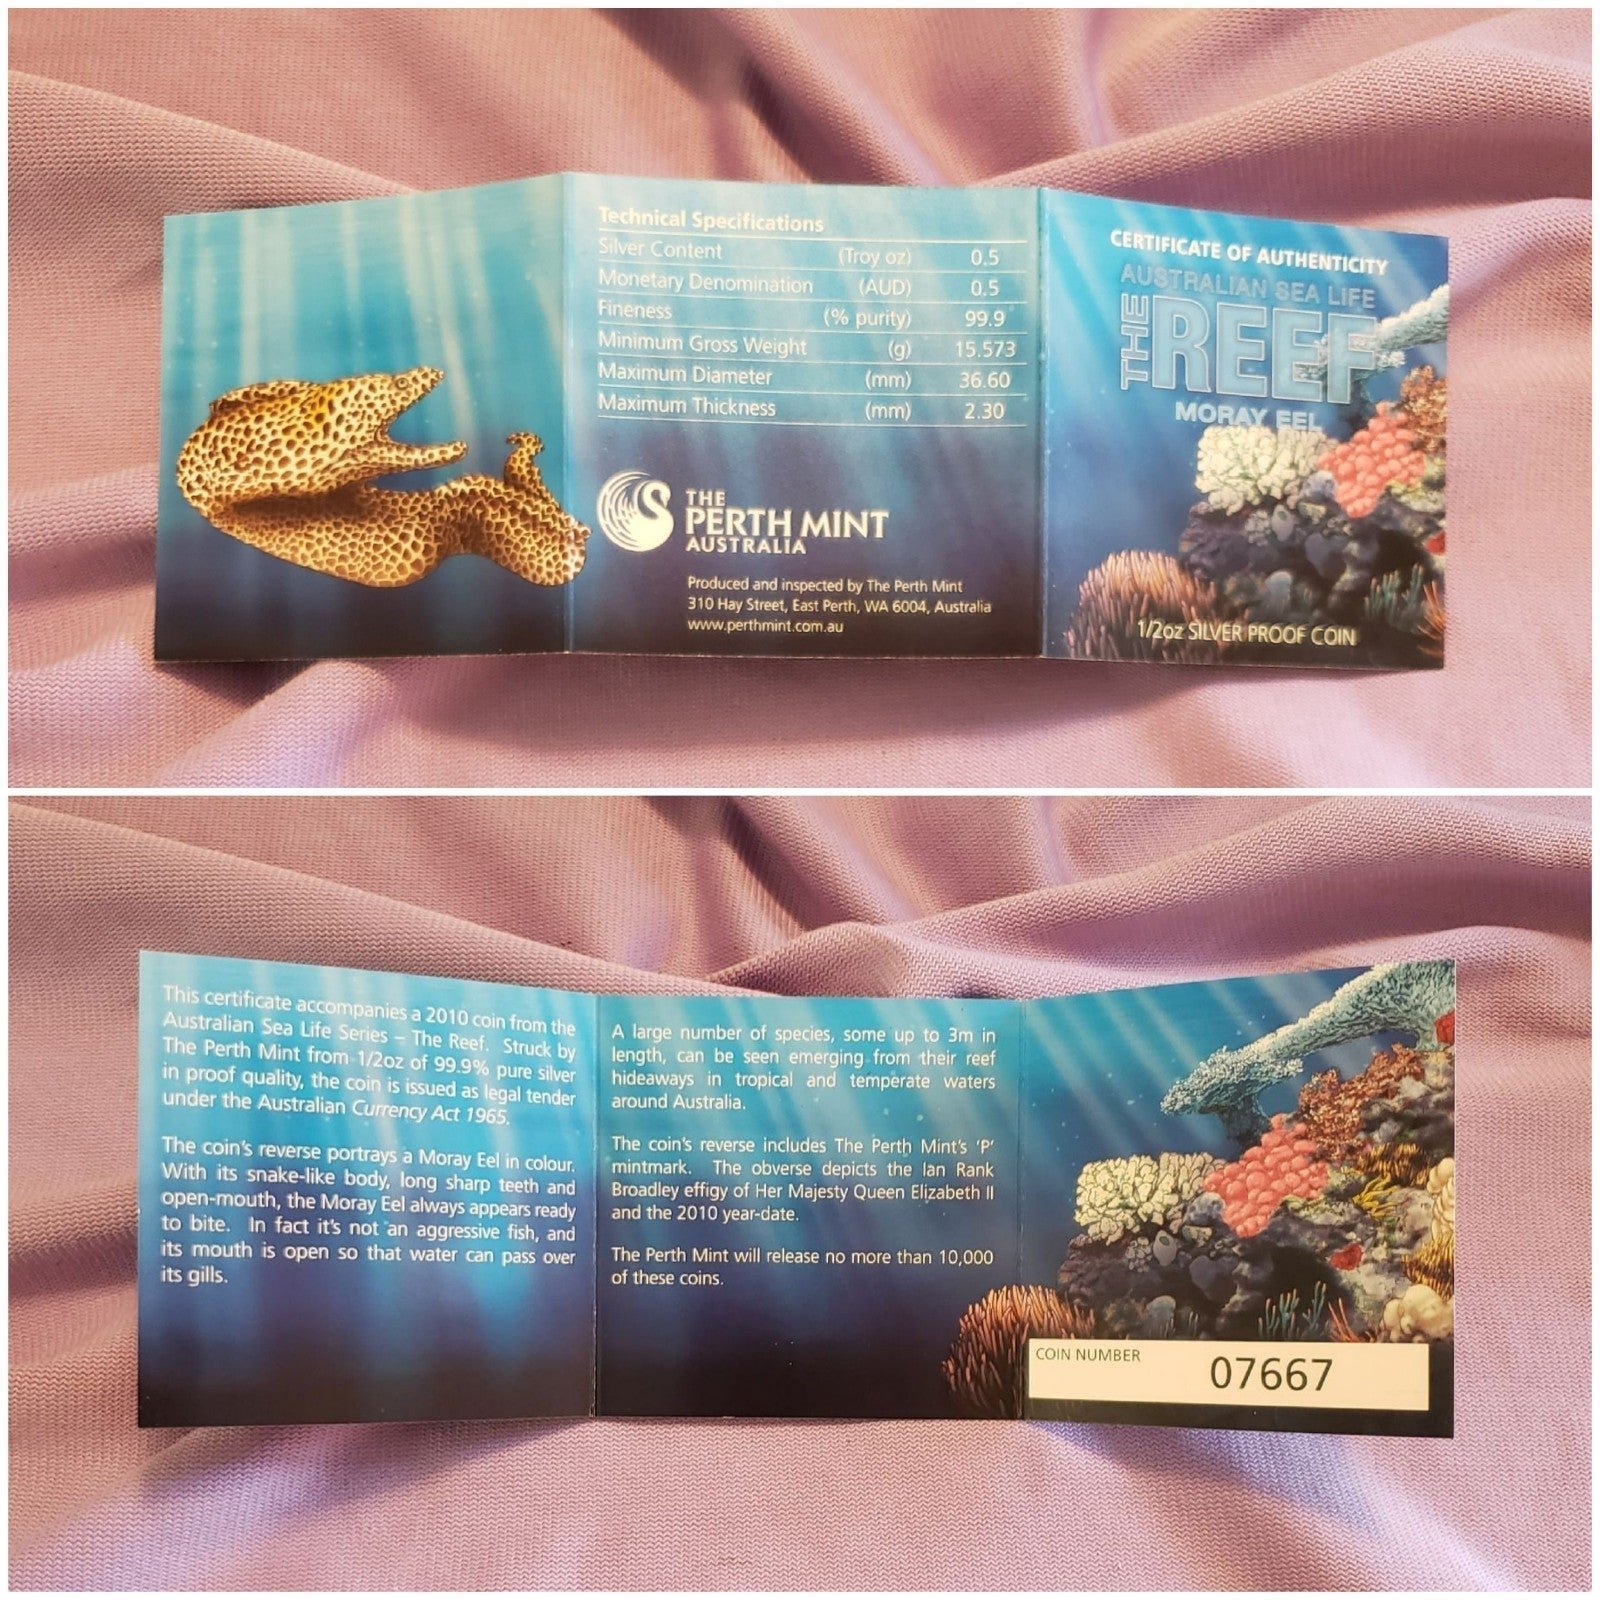 Technical Specifications
Silver Content (Troy oz) 0.5
Monetary Denomination (AUD) 0.5
Fineness (% purity) 99.9
Minimum Gross Weight (g) 15.573
Maximum Diameter (mm) 36.60
Maximum Thickness (mm) 2.30
THE
PERTH MINT
AUSTRALIA
Produced and inspected by The Perth Mint
310 Hay Street, East Perth, WA 6004, Australia
www.perthmint.com.au
CERTIFICATE OF AUTHENTICITY
AUSTRALIAN SEA LIFE
THE REEF
MORAY EEL
1/2oz SILVER PROOF COIN
This certificate accompanies a 2010 coin from the
Australian Sea Life Series – The Reef. Struck by
The Perth Mint from 1/2oz of 99.9% pure silver
in proof quality, the coin is issued as legal tender
under the Australian Currency Act 1965.
The coin's reverse portrays a Moray Eel in colour.
With its snake-like body, long sharp teeth and
open-mouth, the Moray Eel always appears ready
to bite. In fact it's not an aggressive fish, and
its mouth is open so that water can pass over
its gills.
A large number of species, some up to 3m in
length, can be seen emerging from their reef
hideaways in tropical and temperate waters
around Australia.
The coin's reverse includes The Perth Mint's 'P'
mintmark. The obverse depicts the Ian Rank
Broadley effigy of Her Majesty Queen Elizabeth II
and the 2010 year-date.
The Perth Mint will release no more than 10,000
of these coins.
COIN NUMBER 07667